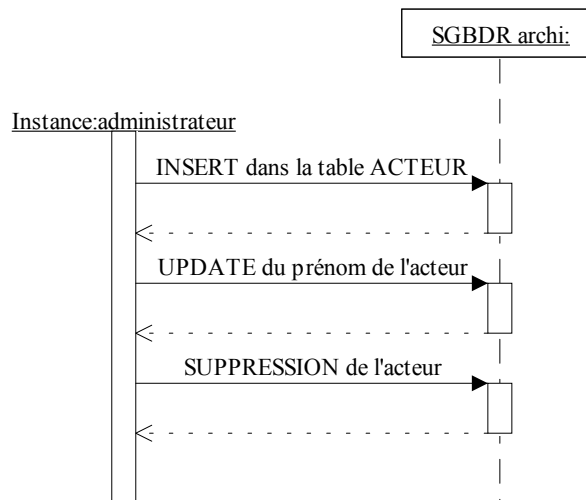 SGBDR archi:
Instance:administrateur
INSERT dans la table ACTEUR
UPDATE du prénom de l'acteur
SUPPRESSION de l'acteur